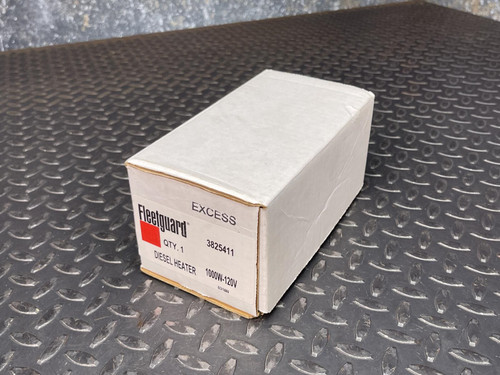 EXCESS
Fleetguard
QTY. 1 3825411
DIESEL HEATER 1000W-120V